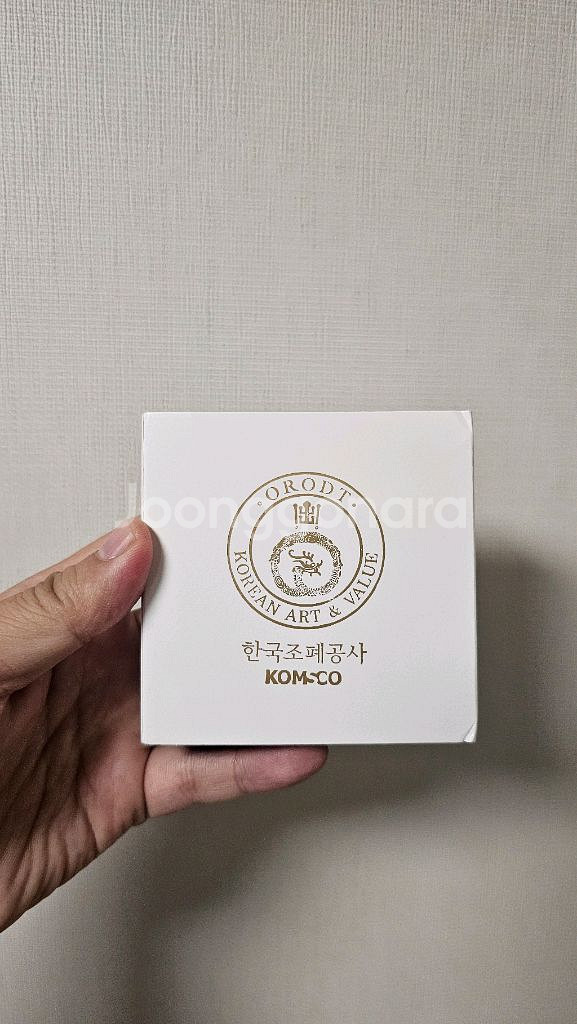 ·ORODT·
KOREAN ART & VALUE
한국조폐공사
KOMSCO
Joongonara